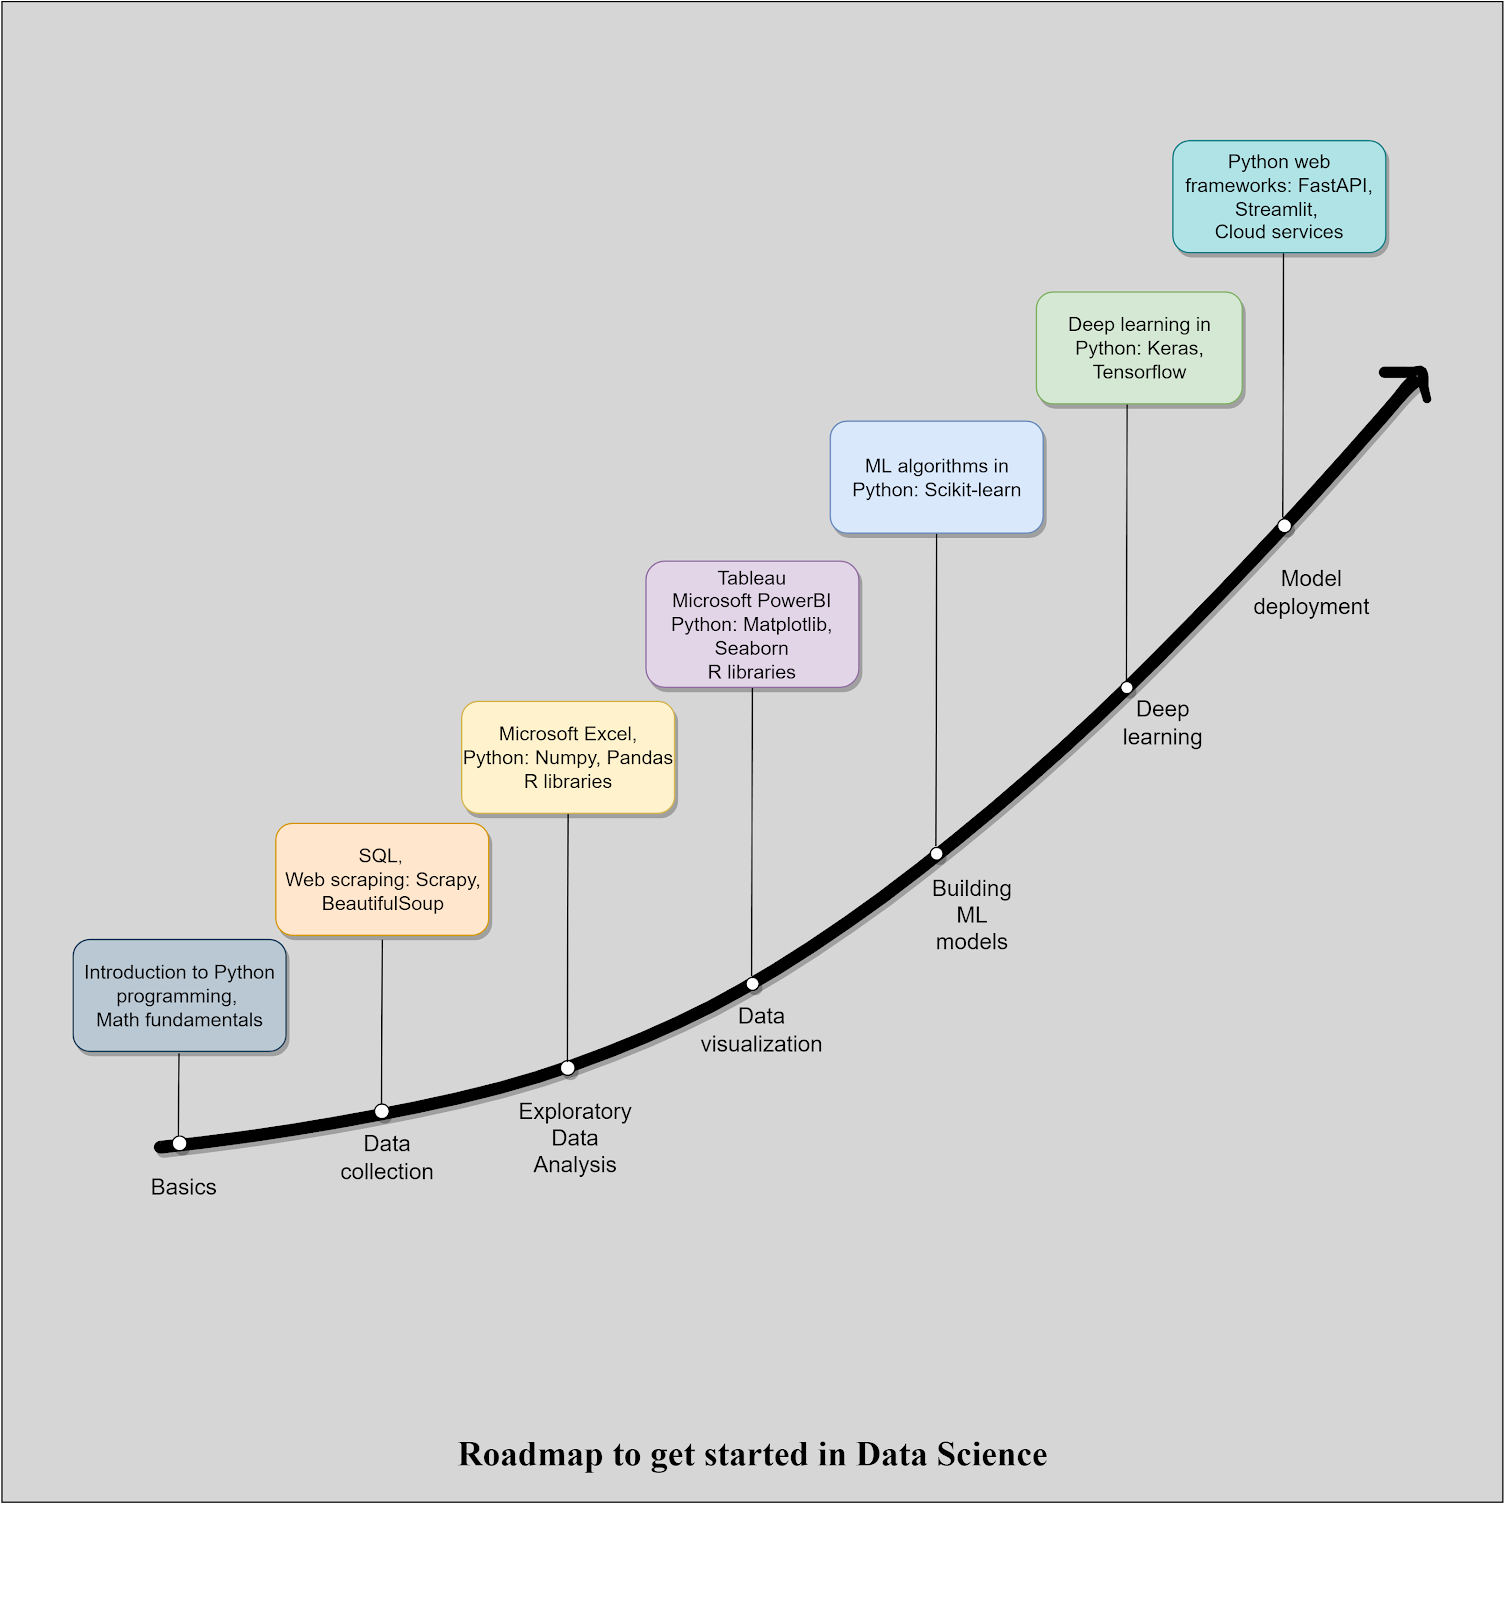 Python web
frameworks: FastAPI,
Streamlit,
Cloud services
Deep learning in
Python: Keras,
Tensorflow
ML algorithms in
Python: Scikit-learn
Tableau
Microsoft PowerBI
Python: Matplotlib,
Seaborn
R libraries
Microsoft Excel,
Python: Numpy, Pandas
R libraries
SQL,
Web scraping: Scrapy,
BeautifulSoup
Introduction to Python
programming,
Math fundamentals
Basics
Data
collection
Exploratory
Data
Analysis
Data
visualization
Building
ML
models
Deep
learning
Model
deployment
Roadmap to get started in Data Science